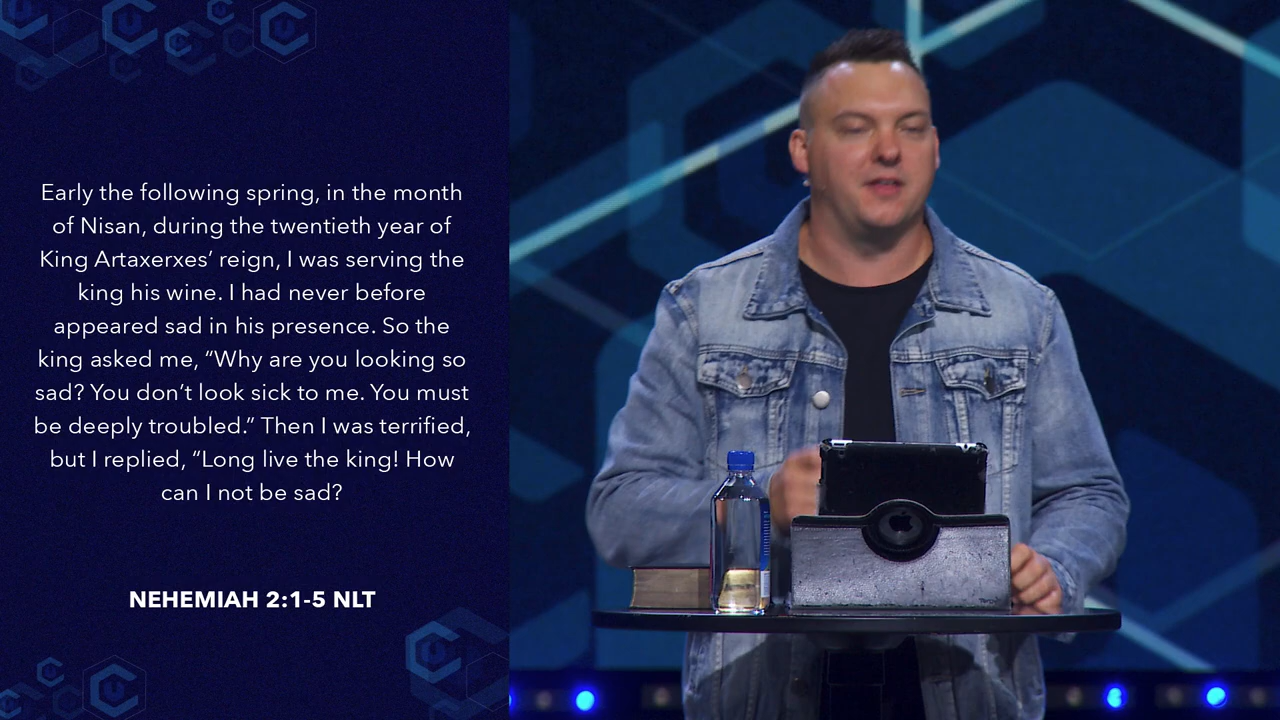 Early the following spring, in the month
of Nisan, during the twentieth year of
King Artaxerxes’ reign, I was serving the
king his wine. I had never before
appeared sad in his presence. So the
king asked me, “Why are you looking so
sad? You don’t look sick to me. You must
be deeply troubled.” Then I was terrified,
but I replied, “Long live the king! How
can I not be sad?
NEHEMIAH 2:1-5 NLT